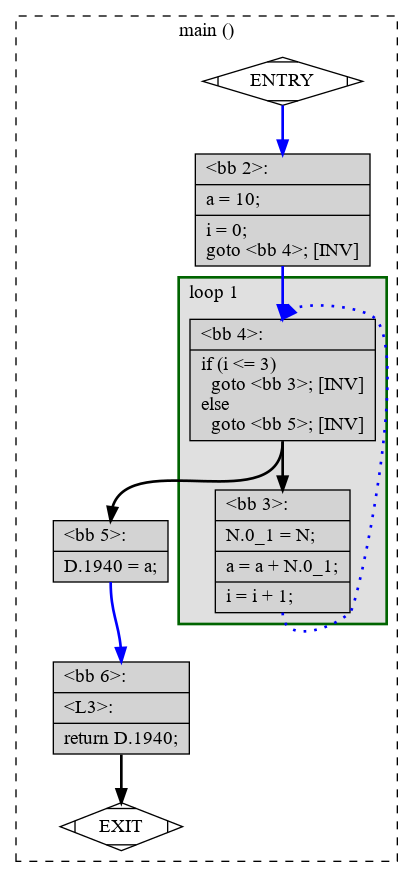 main ()
ENTRY
<bb 2>:
a = 10;
i = 0;
goto <bb 4>; [INV]
loop 1
<bb 4>:
if (i <= 3)
  goto <bb 3>; [INV]
else
  goto <bb 5>; [INV]
<bb 3>:
N.0_1 = N;
a = a + N.0_1;
i = i + 1;
<bb 5>:
D.1940 = a;
<bb 6>:
<L3>:
return D.1940;
EXIT